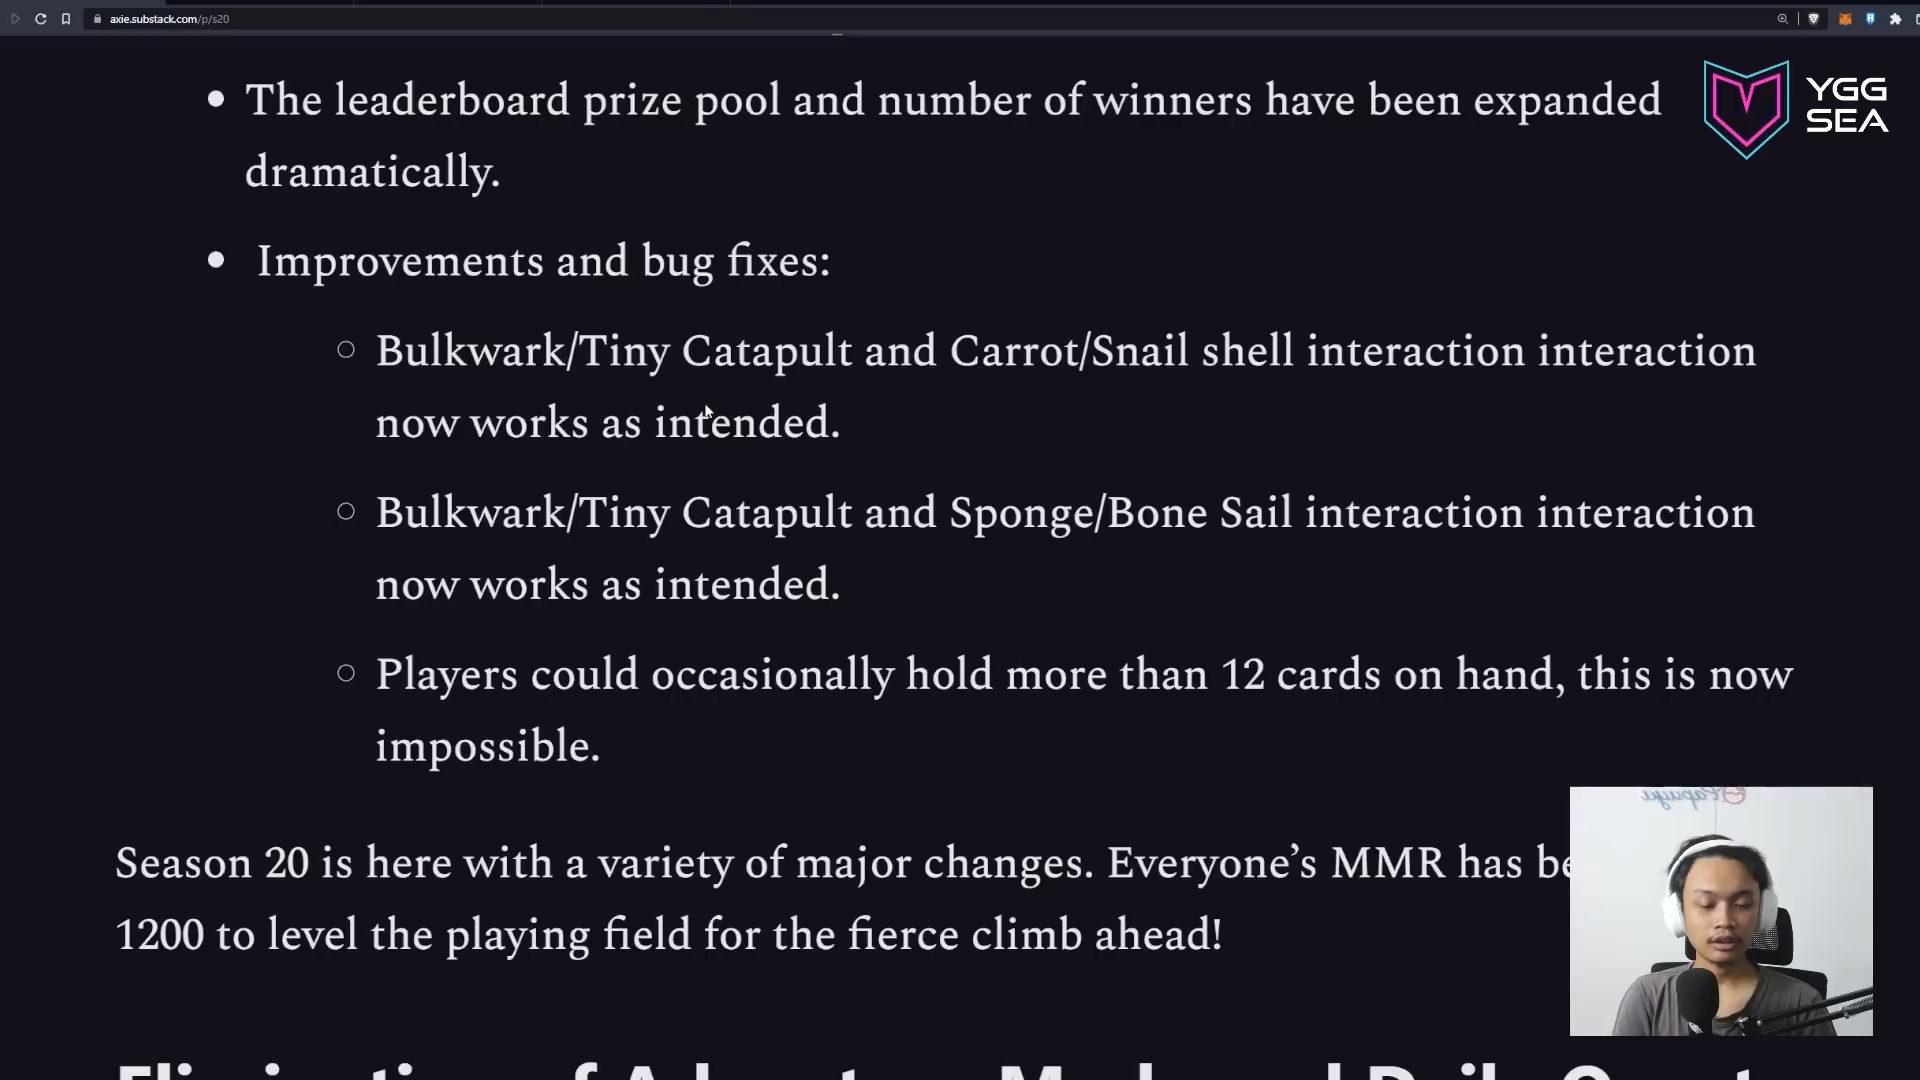 axie.substack.com/p/s20
The leaderboard prize pool and number of winners have been expanded
dramatically.
YGG
SEA
Improvements and bug fixes:
Bulkwark/Tiny Catapult and Carrot/Snail shell interaction interaction
now works as intended.
Bulkwark/Tiny Catapult and Sponge/Bone Sail interaction interaction
now works as intended.
Players could occasionally hold more than 12 cards on hand, this is now
impossible.
Season 20 is here with a variety of major changes. Everyone’s MMR has
1200 to level the playing field for the fierce climb ahead!